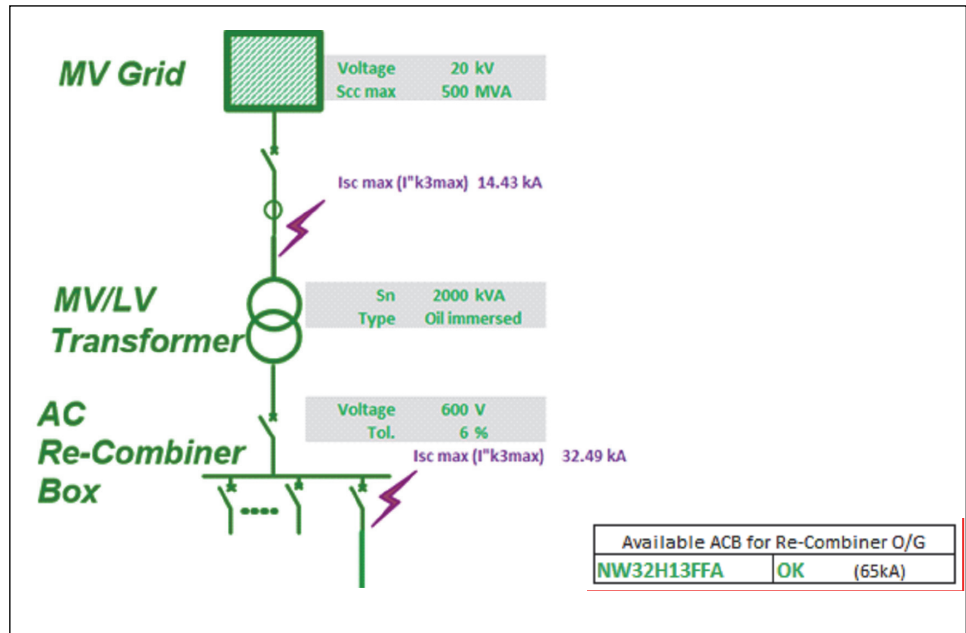 MV Grid
Voltage 20 kV
Scc max 500 MVA
Isc max (I"k3max) 14.43 kA
MV/LV
Transformer
Sn 2000 kVA
Type Oil immersed
AC
Re-Combiner
Box
Voltage 600 V
Tol. 6 %
Isc max (I"k3max) 32.49 kA
Available ACB for Re-Combiner O/G
NW32H13FFA OK (65kA)